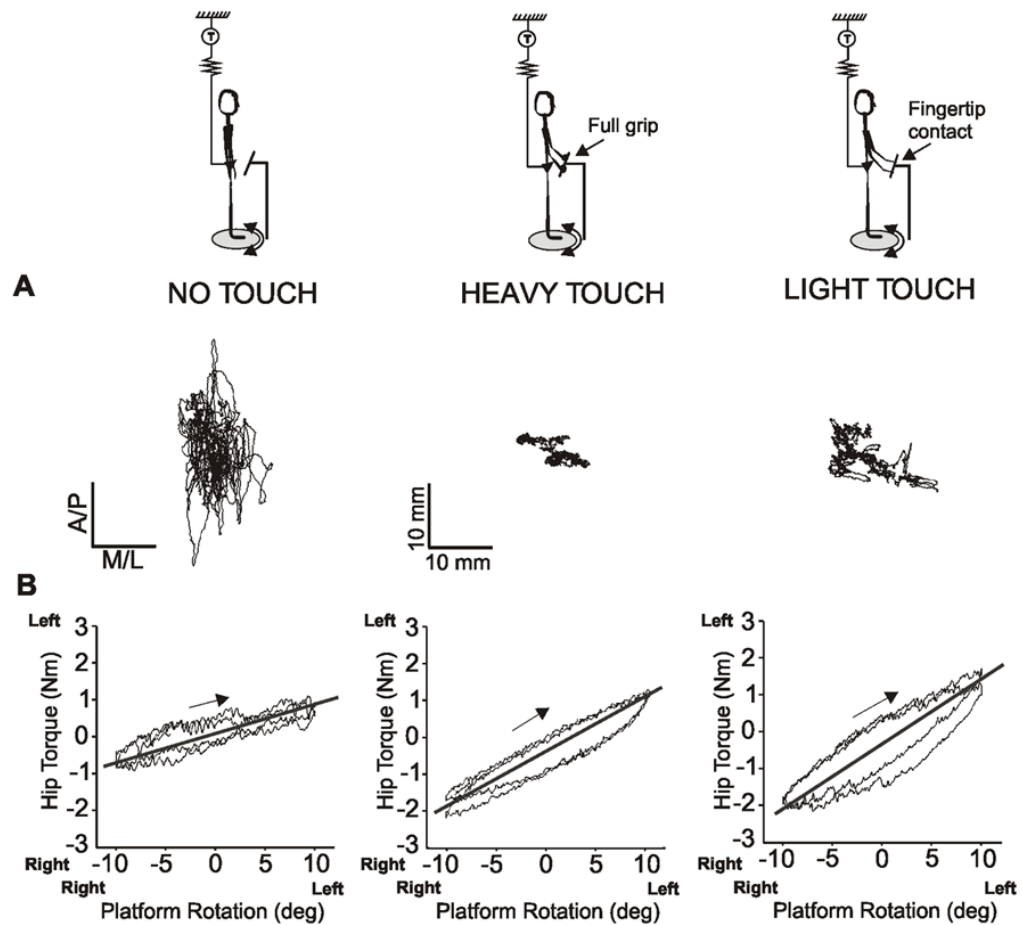 T
T
T
Full grip
Fingertip
contact
A
NO TOUCH
HEAVY TOUCH
LIGHT TOUCH
A/P
M/L
10 mm
10 mm
B
Left
3
2
1
0
-1
-2
-3
Hip Torque (Nm)
Right
-10
-5
0
5
10
Right
Left
Platform Rotation (deg)
Left
3
2
1
0
-1
-2
-3
Hip Torque (Nm)
Right
-10
-5
0
5
10
Right
Left
Platform Rotation (deg)
Left
3
2
1
0
-1
-2
-3
Hip Torque (Nm)
Right
-10
-5
0
5
10
Right
Left
Platform Rotation (deg)